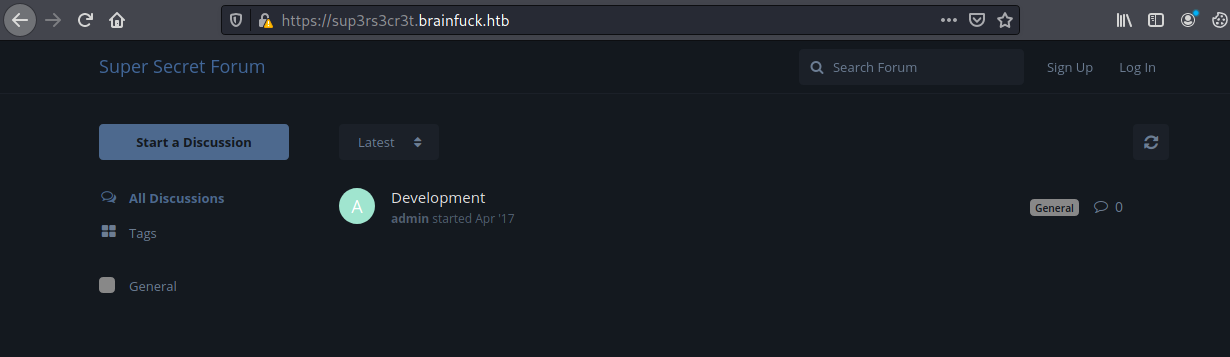 https://sup3rs3cr3t.brainfuck.htb
Super Secret Forum
Search Forum
Sign Up
Log In
Start a Discussion
Latest
All Discussions
Tags
General
A
Development
admin started Apr '17
General
0